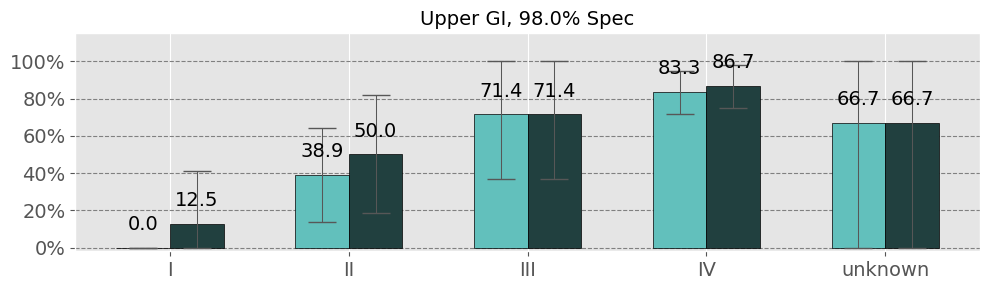 Upper GI, 98.0% Spec
100%
80%
60%
40%
20%
0%
0.0
12.5
38.9
50.0
71.4
71.4
83.3
86.7
66.7
66.7
I
II
III
IV
unknown